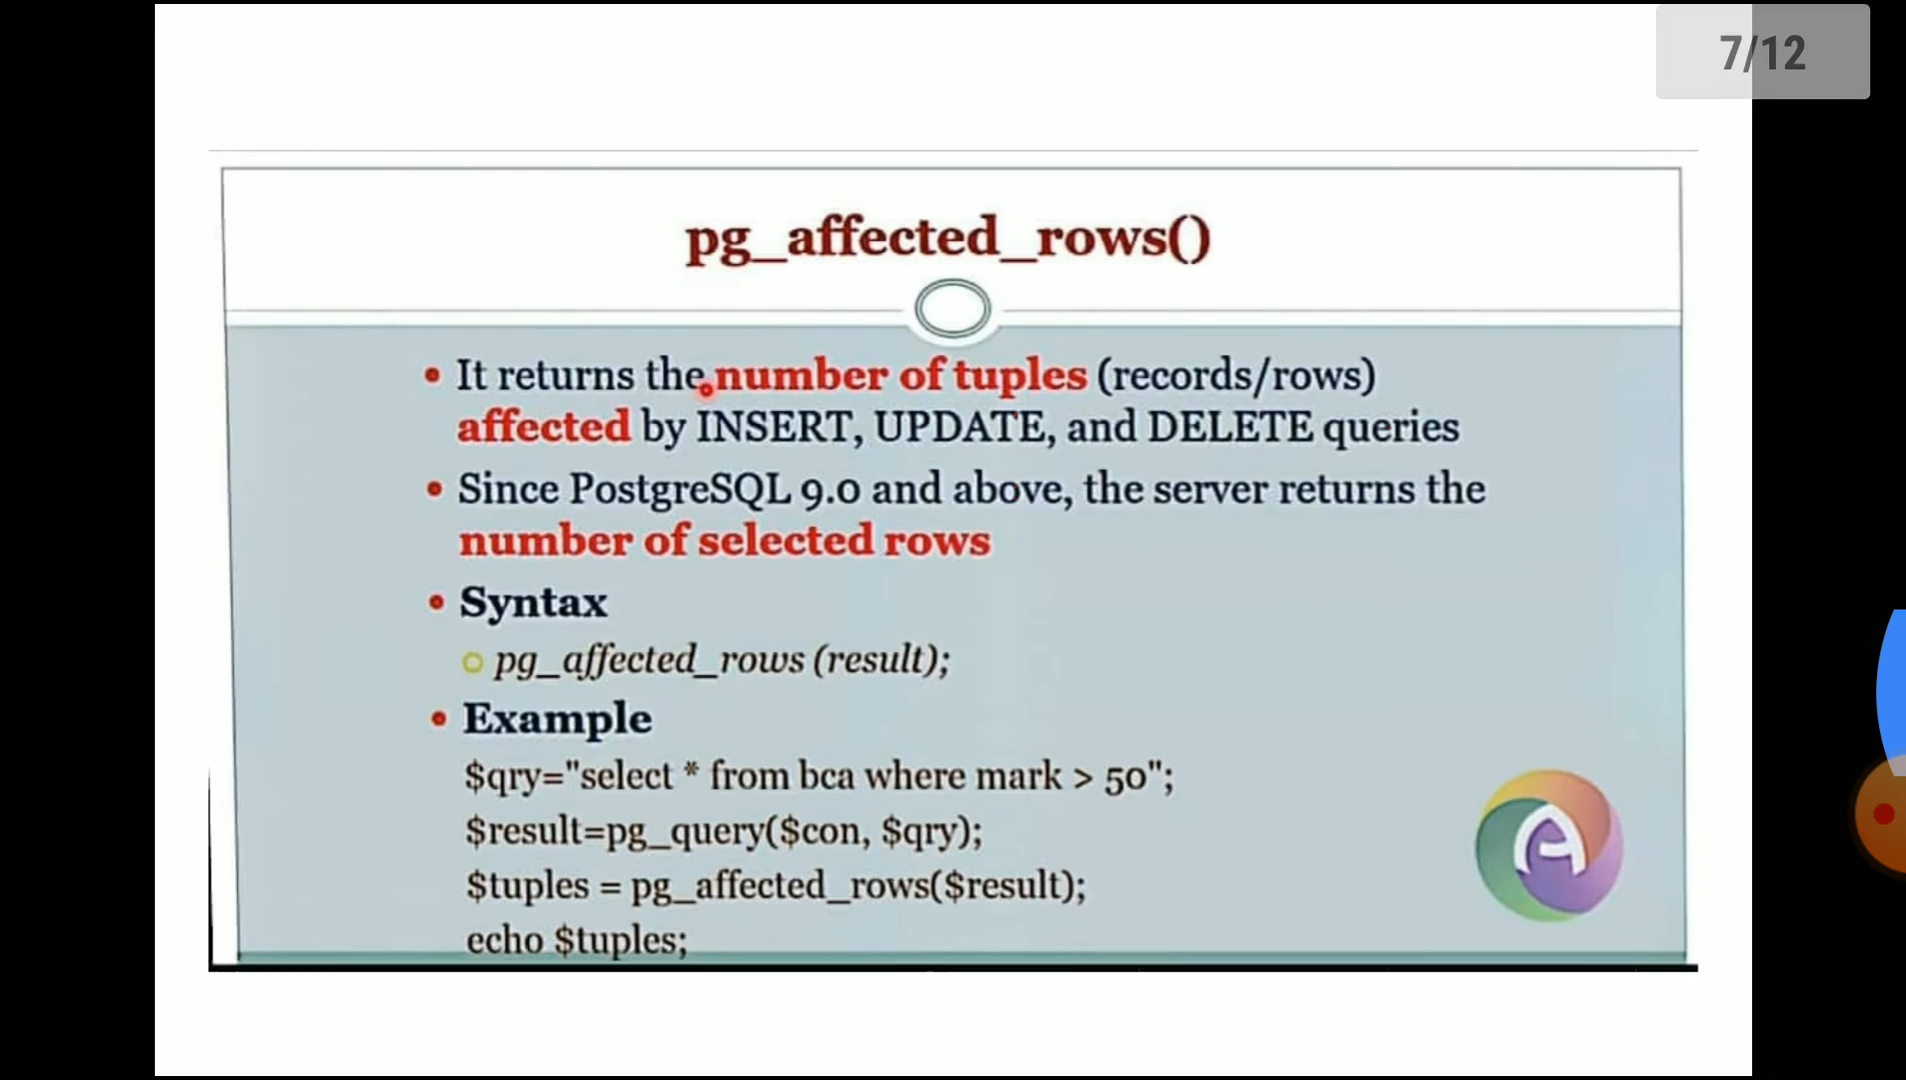 7/12
pg_affected_rows()
• It returns the number of tuples (records/rows)
affected by INSERT, UPDATE, and DELETE queries
• Since PostgreSQL 9.0 and above, the server returns the
number of selected rows
• Syntax
pg_affected_rows (result);
• Example
$qry="select * from bca where mark > 50";
$result=pg_query($con, $qry);
$tuples = pg_affected_rows($result);
echo $tuples;
A